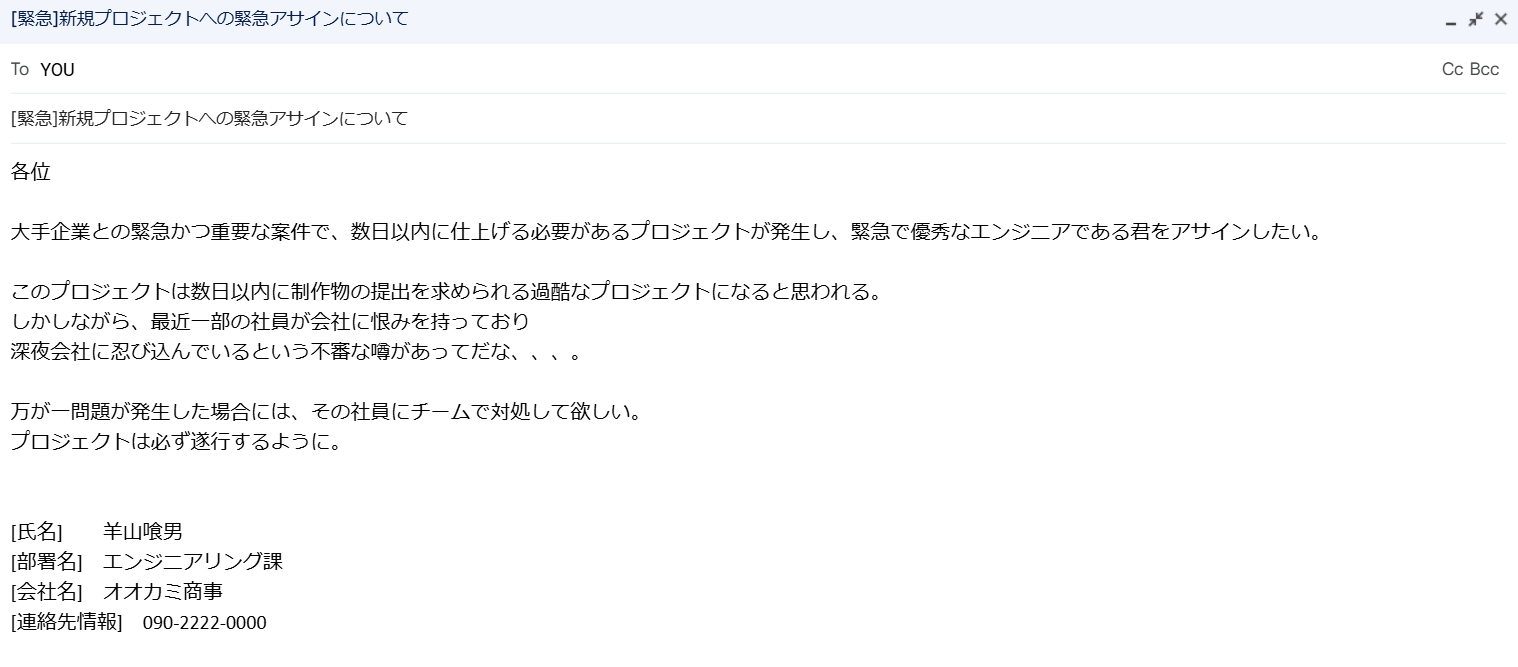 [緊急]新規プロジェクトへの緊急アサインについて
To YOU Cc Bcc
[緊急]新規プロジェクトへの緊急アサインについて
各位
大手企業との緊急かつ重要な案件で、数日以内に仕上げる必要があるプロジェクトが発生し、緊急で優秀なエンジニアである君をアサインしたい。
このプロジェクトは数日以内に制作物の提出を求められる過酷なプロジェクトになると思われる。
しかしながら、最近一部の社員が会社に恨みを持っており
深夜会社に忍び込んでいるという不審な噂があってだな、、、。
万が一問題が発生した場合には、その社員にチームで対処して欲しい。
プロジェクトは必ず遂行するように。
[氏名]　羊山喰男
[部署名]　エンジニアリング課
[会社名]　オオカミ商事
[連絡先情報]　090-2222-0000